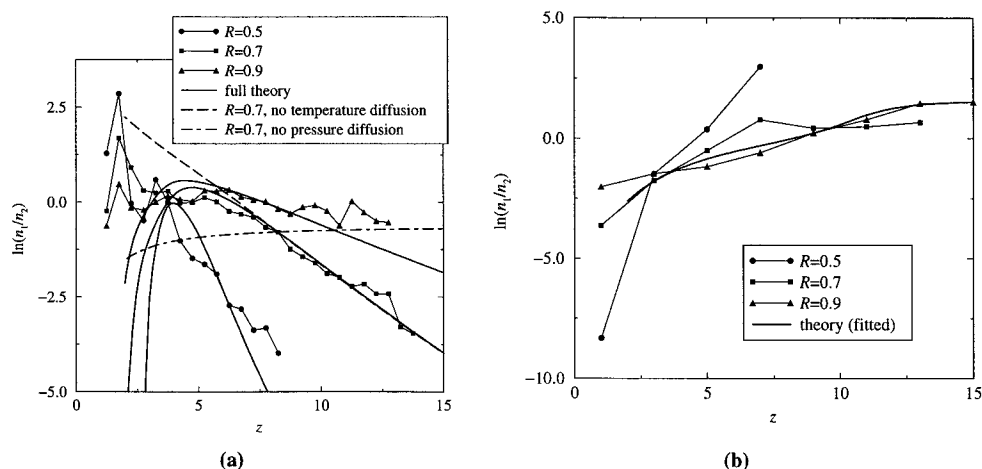 (a)
R=0.5
R=0.7
R=0.9
full theory
R=0.7, no temperature diffusion
R=0.7, no pressure diffusion
2.5
0.0
−2.5
−5.0
ln(n₁/n₂)
0 5 10 15
z
(a)
(b)
5.0
0.0
−5.0
−10.0
ln(n₁/n₂)
R=0.5
R=0.7
R=0.9
theory (fitted)
0 5 10 15
z
(b)